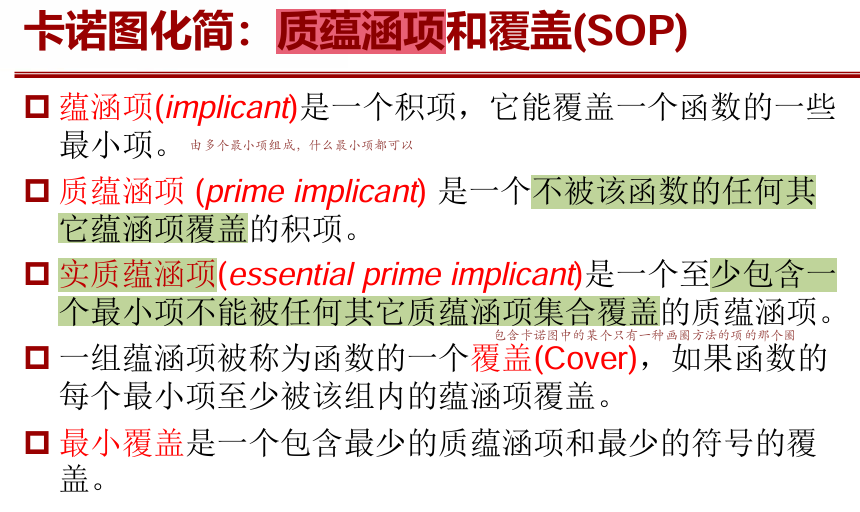 卡诺图化简：质蕴涵项和覆盖(SOP)
蕴涵项(implicant)是一个积项，它能覆盖一个函数的一些
最小项。 由多个最小项组成，什么最小项都可以
质蕴涵项 (prime implicant) 是一个不被该函数的任何其
它蕴涵项覆盖的积项。
实质蕴涵项(essential prime implicant)是一个至少包含一
个最小项不能被任何其它质蕴涵项集合覆盖的质蕴涵项。
包含卡诺图中的某个只有一种画圈方法的项的那个圈
一组蕴涵项被称为函数的一个覆盖(Cover)，如果函数的
每个最小项至少被该组内的蕴涵项覆盖。
最小覆盖是一个包含最少的质蕴涵项和最少的符号的覆
盖。